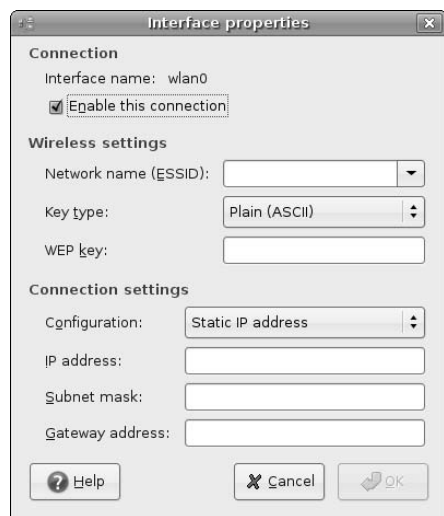 Interface properties
Connection
Interface name: wlan0
Enable this connection
Wireless settings
Network name (ESSID):
Key type: Plain (ASCII)
WEP key:
Connection settings
Configuration: Static IP address
IP address:
Subnet mask:
Gateway address:
Help Cancel OK